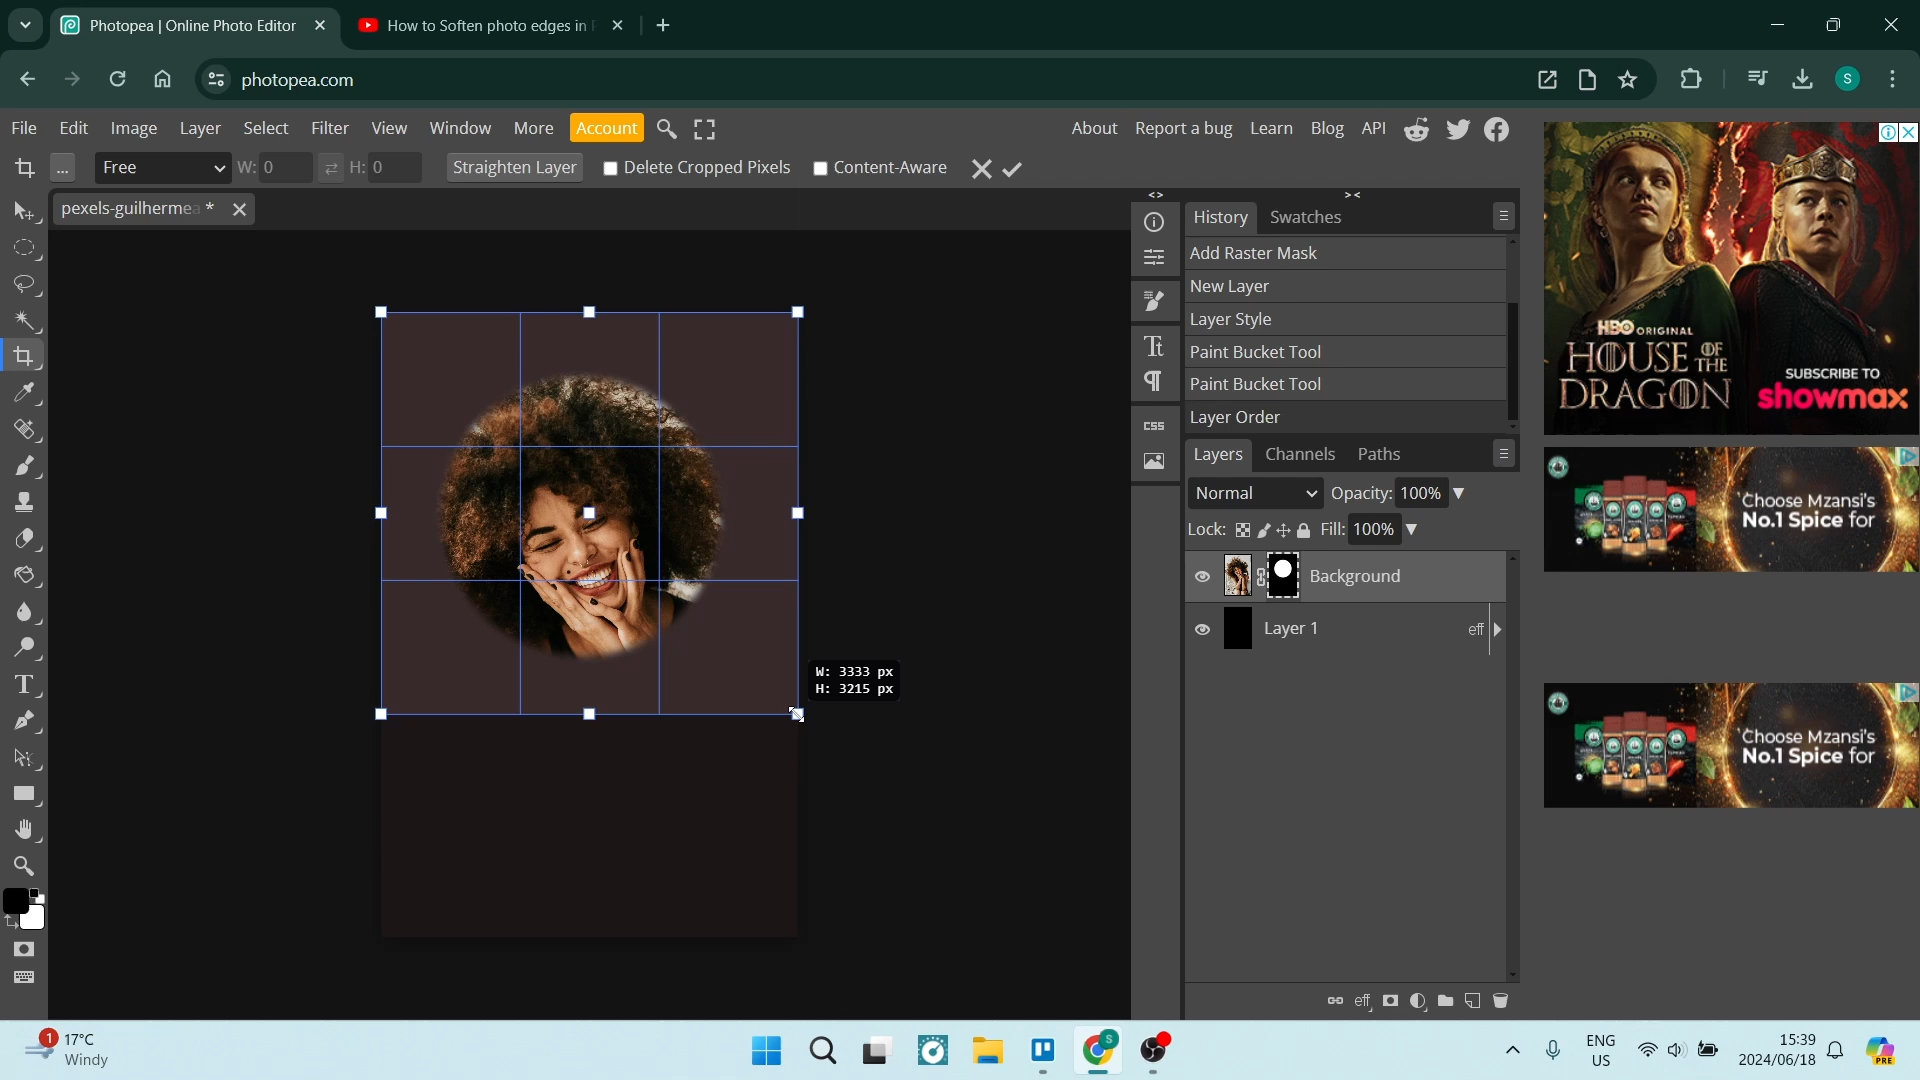 Photopea | Online Photo Editor
How to Soften photo edges in
photopea.com
S
File Edit Image Layer Select Filter View Window More Account
About Report a bug Learn Blog API
... Free W: 0 H: 0 Straighten Layer Delete Cropped Pixels Content-Aware
pexels-guilhermea *
History Swatches
Add Raster Mask
New Layer
Layer Style
Paint Bucket Tool
Paint Bucket Tool
Layer Order
CSS
Layers Channels Paths
Normal Opacity: 100%
Lock: Fill: 100%
Background
Layer 1 eff
W: 3333 px
H: 3215 px
eff
HBO ORIGINAL
HOUSE OF THE
DRAGON
SUBSCRIBE TO
showmax
Choose Mzansi's
No.1 Spice for
Choose Mzansi's
No.1 Spice for
1
17°C
Windy
ENG
US
15:39
2024/06/18
PRE